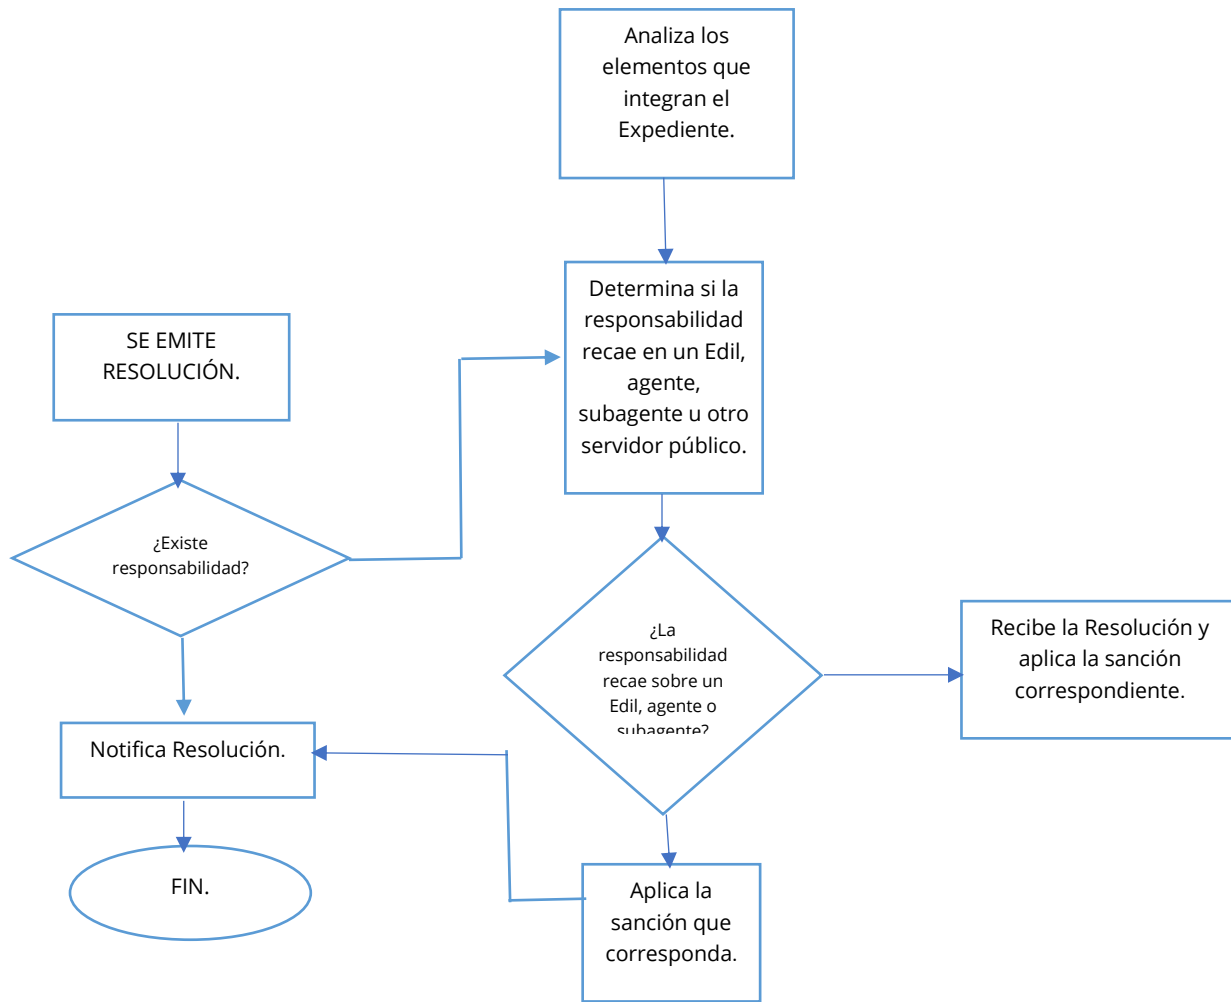 Analiza los
elementos que
integran el
Expediente.
Determina si la
responsabilidad
recae en un Edil,
agente,
subagente u otro
servidor público.
SE EMITE
RESOLUCIÓN.
¿Existe
responsabilidad?
¿La
responsabilidad
recae sobre un
Edil, agente o
subagente?
Recibe la Resolución y
aplica la sanción
correspondiente.
Notifica Resolución.
FIN.
Aplica la
sanción que
corresponda.